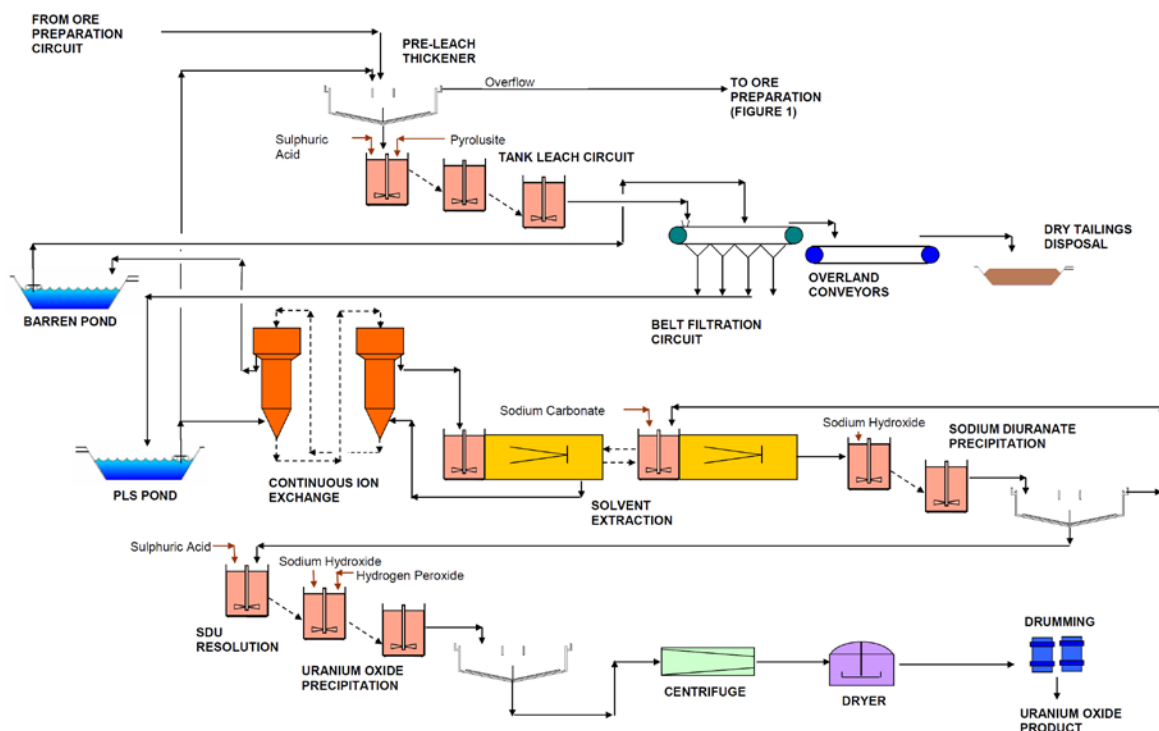 FROM ORE
PREPARATION
CIRCUIT
PRE-LEACH
THICKENER
Overflow
TO ORE
PREPARATION
(FIGURE 1)
Sulphuric
Acid
Pyrolusite
TANK LEACH CIRCUIT
DRY TAILINGS
DISPOSAL
OVERLAND
CONVEYORS
BARREN POND
BELT FILTRATION
CIRCUIT
Sodium Carbonate
Sodium Hydroxide
SODIUM DIURANATE
PRECIPITATION
CONTINUOUS ION
EXCHANGE
PLS POND
SOLVENT
EXTRACTION
Sulphuric Acid
Sodium Hydroxide
Hydrogen Peroxide
SDU
RESOLUTION
URANIUM OXIDE
PRECIPITATION
CENTRIFUGE
DRYER
DRUMMING
URANIUM OXIDE
PRODUCT